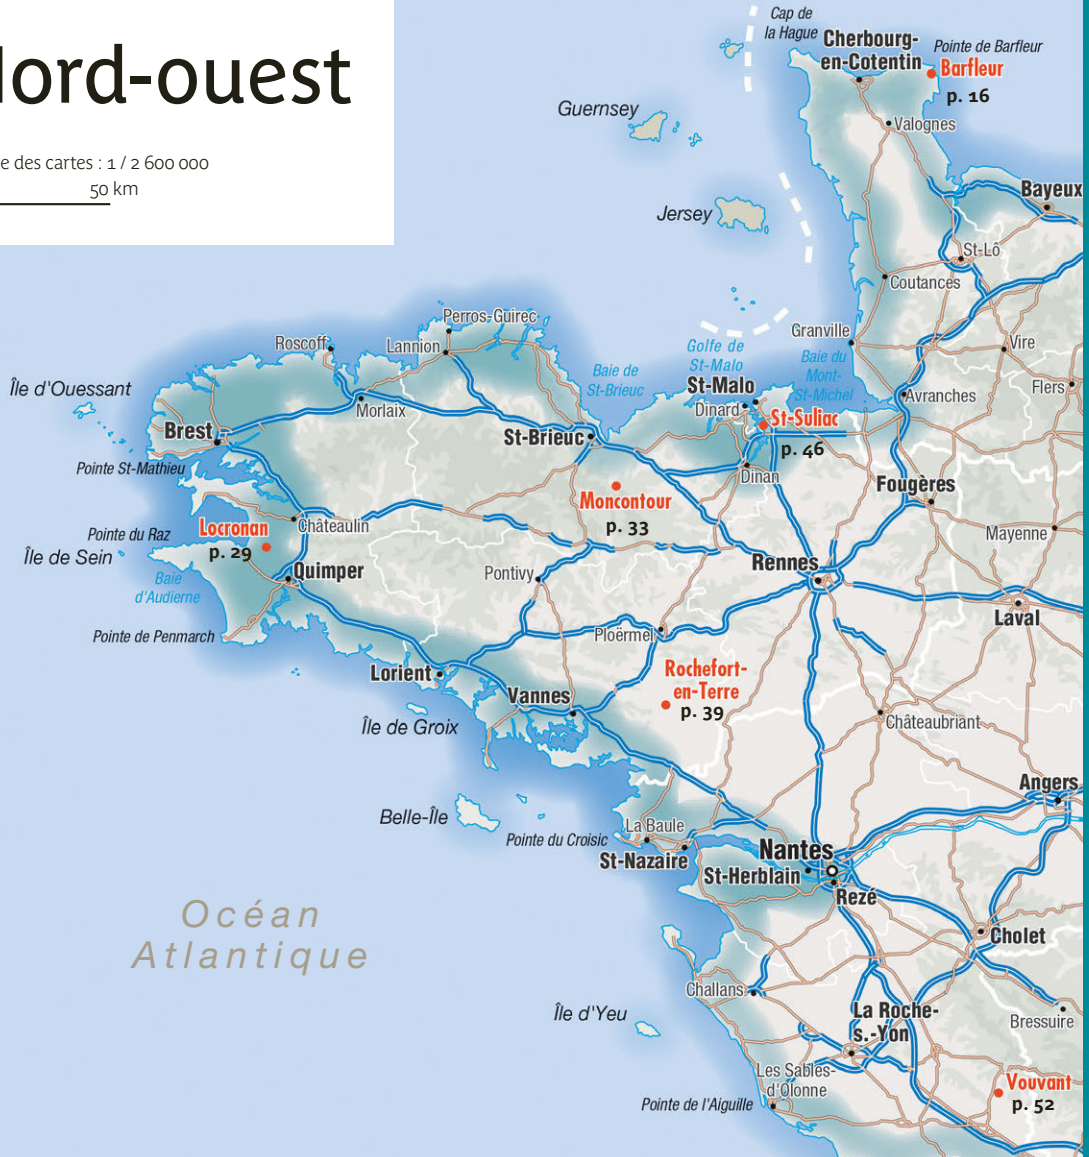 Nord-ouest
e des cartes : 1 / 2 600 000
50 km
Cap de
la Hague
Cherbourg-
en-Cotentin
Pointe de Barfleur
Barfleur
p. 16
Guernsey
Valognes
Bayeux
Jersey
St-Lô
Coutances
Perros-Guirec
Roscoff
Lannion
Granville
Vire
Golfe de
St-Malo
Baie du
Mont-
St-Michel
Baie de
St-Brieuc
St-Malo
Île d'Ouessant
Flers
Avranches
Morlaix
Dinard
St-Suliac
p. 46
Brest
St-Brieuc
Pointe St-Mathieu
Dinan
Fougères
Moncontour
p. 33
Locronan
p. 29
Châteaulin
Pointe du Raz
Mayenne
Île de Sein
Rennes
Quimper
Pontivy
Baie
d'Audierne
Laval
Pointe de Penmarch
Ploërmel
Rochefort-
en-Terre
p. 39
Lorient
Vannes
Châteaubriant
Île de Groix
Angers
Belle-Île
La Baule
Pointe du Croisic
St-Nazaire
Nantes
St-Herblain
Rezé
Océan
Atlantique
Cholet
Challans
Île d'Yeu
La Roche-
s.-Yon
Bressuire
Les Sables-
d'Olonne
Vouvant
p. 52
Pointe de l'Aiguille